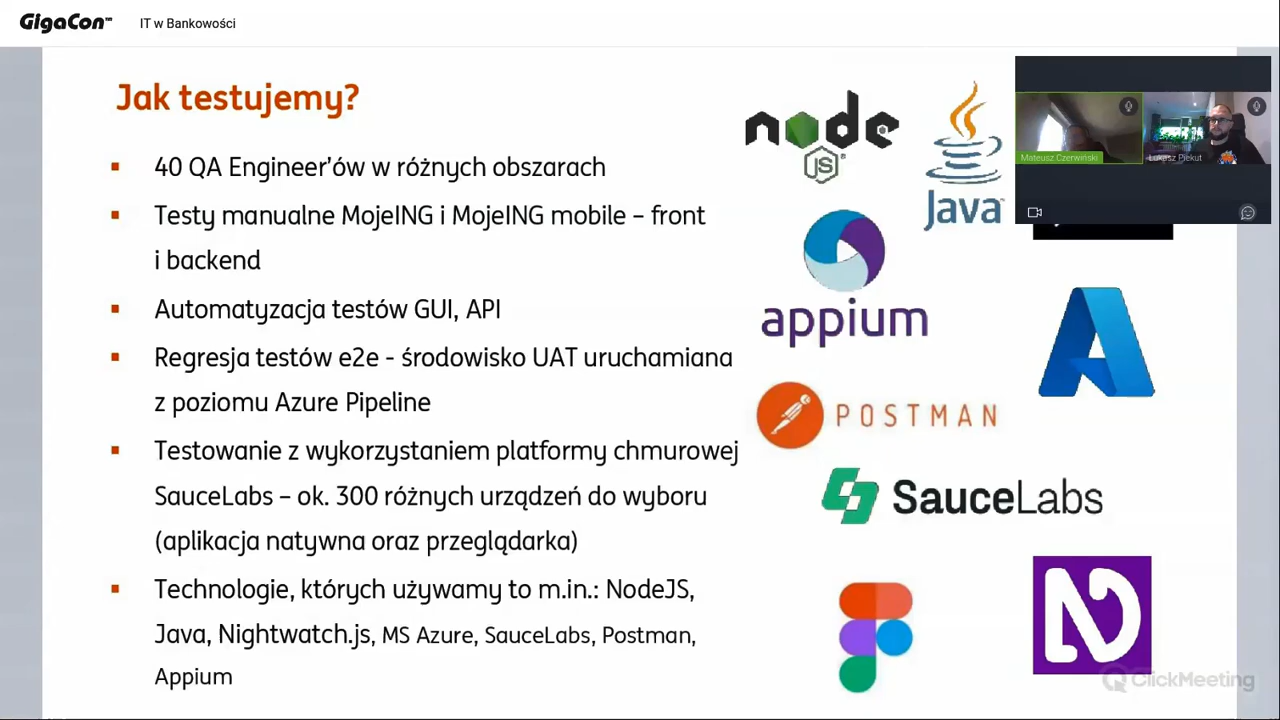 GigaCon™
IT w Bankowości
Jak testujemy?
▪ 40 QA Engineer’ów w różnych obszarach
▪ Testy manualne MojeING i MojeING mobile – front
i backend
▪ Automatyzacja testów GUI, API
▪ Regresja testów e2e - środowisko UAT uruchamiana
z poziomu Azure Pipeline
▪ Testowanie z wykorzystaniem platformy chmurowej
SauceLabs – ok. 300 różnych urządzeń do wyboru
(aplikacja natywna oraz przeglądarka)
▪ Technologie, których używamy to m.in.: NodeJS,
Java, Nightwatch.js, MS Azure, SauceLabs, Postman,
Appium
node
JS®
Java™
appium
POSTMAN
SauceLabs
N
Mateusz Czerwiński
Łukasz Piekut
ClickMeeting